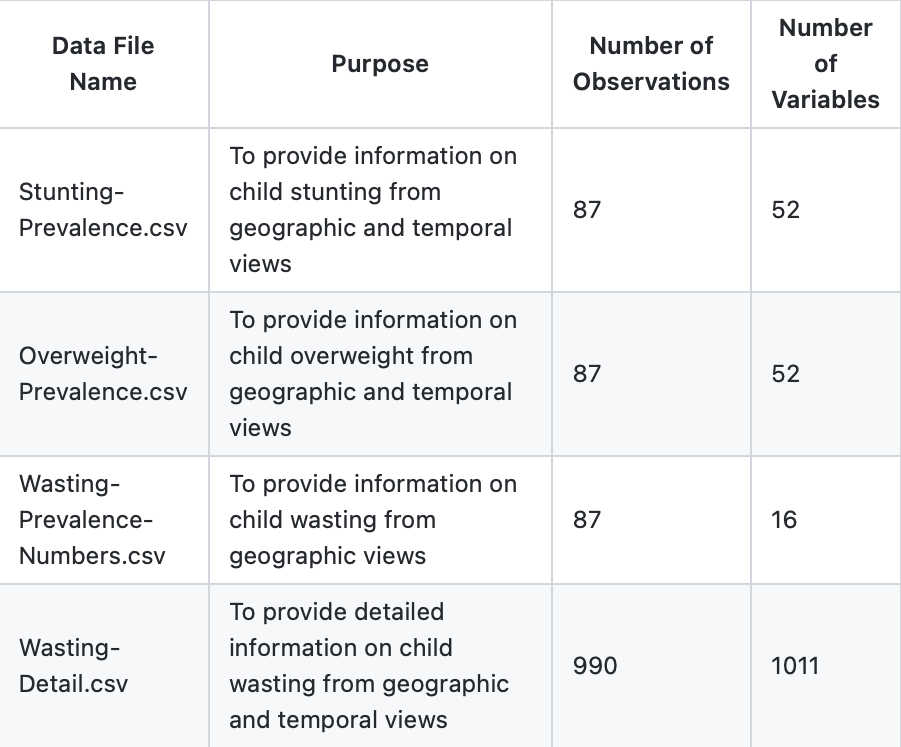 Data File
Name
Purpose
Number of
Observations
Number
of
Variables
Stunting-
Prevalence.csv
To provide information on
child stunting from
geographic and temporal
views
87
52
Overweight-
Prevalence.csv
To provide information on
child overweight from
geographic and temporal
views
87
52
Wasting-
Prevalence-
Numbers.csv
To provide information on
child wasting from
geographic views
87
16
Wasting-
Detail.csv
To provide detailed
information on child
wasting from geographic
and temporal views
990
1011